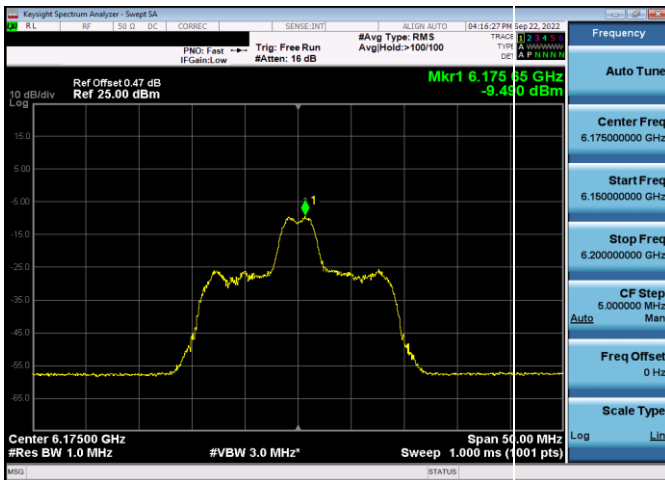 Keysight Spectrum Analyzer - Swept SA
RL RF 50 Ω DC CORREC SENSE:INT ALIGN AUTO 04:16:27 PM Sep 22, 2022
#Avg Type: RMS TRACE 1 2 3 4 5 6
PNO: Fast Trig: Free Run Avg|Hold:>100/100 TYPE A W W W W W
IFGain:Low #Atten: 16 dB DET A P N N N N
Mkr1 6.175 65 GHz
Ref Offset 0.47 dB
10 dB/div Ref 25.00 dBm -9.490 dBm
Log
15.0
5.00
1
-5.00
-15.0
-25.0
-35.0
-45.0
-55.0
-65.0
Center 6.17500 GHz Span 50.00 MHz
#Res BW 1.0 MHz #VBW 3.0 MHz* Sweep 1.000 ms (1001 pts)
MSG STATUS
Frequency
Auto Tune
Center Freq
6.175000000 GHz
Start Freq
6.150000000 GHz
Stop Freq
6.200000000 GHz
CF Step
5.000000 MHz
Auto Man
Freq Offset
0 Hz
Scale Type
Log Lin